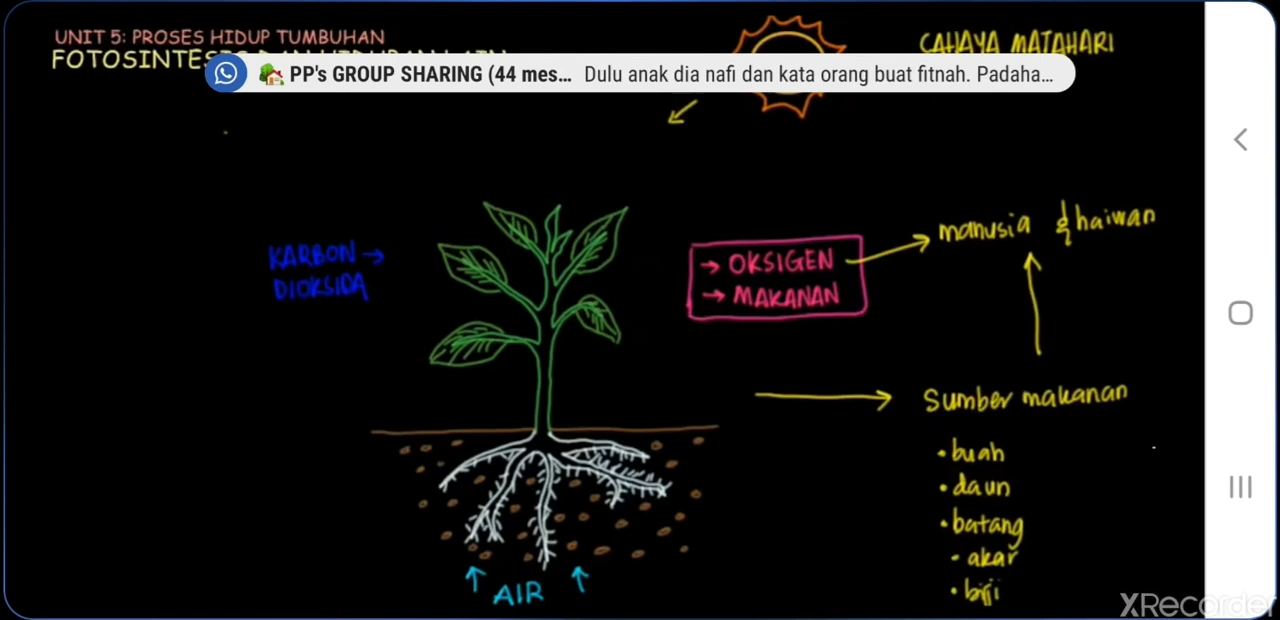 UNIT 5: PROSES HIDUP TUMBUHAN
FOTOSINTESIS
CAHAYA MATAHARI
PP's GROUP SHARING (44 mes... Dulu anak dia nafi dan kata orang buat fitnah. Padaha...
KARBON →
DIOKSIDA
→ OKSIGEN
→ MAKANAN
manusia & haiwan
Sumber makanan
• buah
• daun
• batang
• akar
• biji
AIR
XRecorder